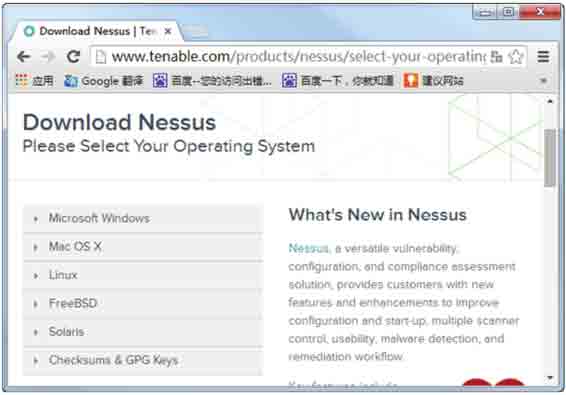 Download Nessus | Ten
www.tenable.com/products/nessus/select-your-operating
应用 Google 翻译 百度--您的访问出错... 百度一下，你就知道 建议网站 »
Download Nessus
Please Select Your Operating System
Microsoft Windows
Mac OS X
Linux
FreeBSD
Solaris
Checksums & GPG Keys
What's New in Nessus
Nessus, a versatile vulnerability,
configuration, and compliance assessment
solution, provides customers with new
features and enhancements to improve
configuration and start-up, multiple scanner
control, usability, malware detection, and
remediation workflow.
Key features include